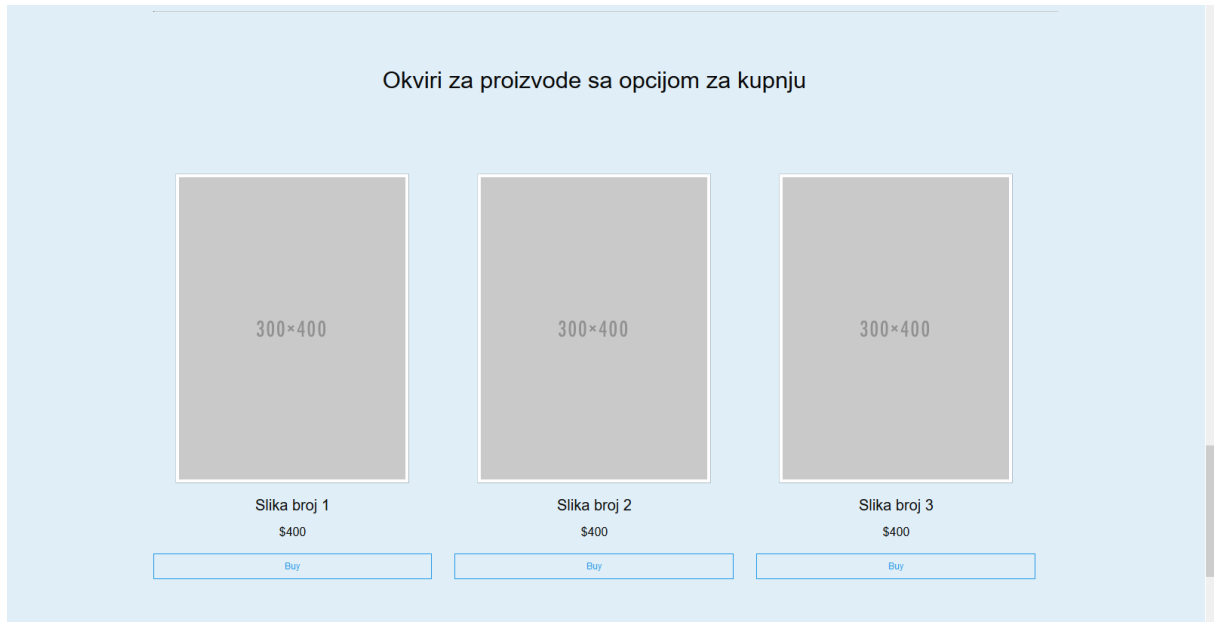 Okviri za proizvode sa opcijom za kupnju
300×400
300×400
300×400
Slika broj 1
Slika broj 2
Slika broj 3
$400
$400
$400
Buy
Buy
Buy